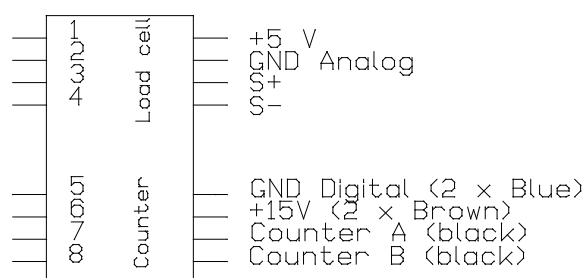 1 +5 V
2 GND Analog
3 S+
4 S-
Load cell
5 GND Digital (2 x Blue)
6 +15V (2 x Brown)
7 Counter A (black)
8 Counter B (black)
Counter